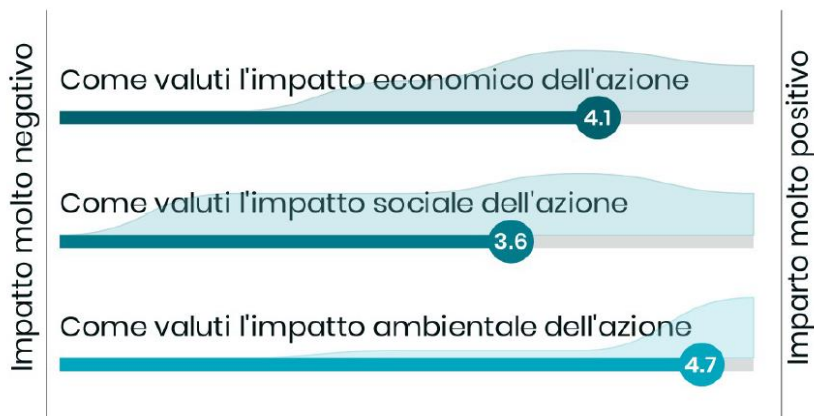 Impatto molto negativo
Come valuti l'impatto economico dell'azione
4.1
Come valuti l'impatto sociale dell'azione
3.6
Come valuti l'impatto ambientale dell'azione
4.7
Imparto molto positivo